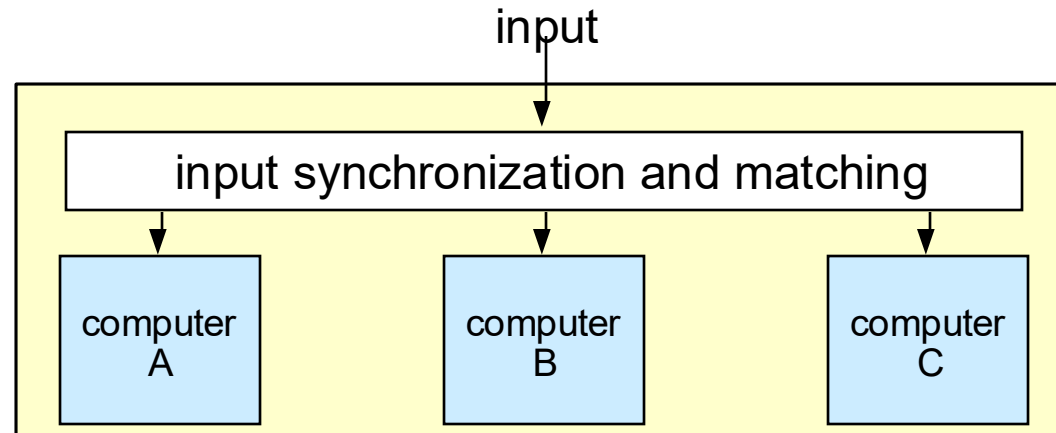 input
input synchronization and matching
computer
A
computer
B
computer
C